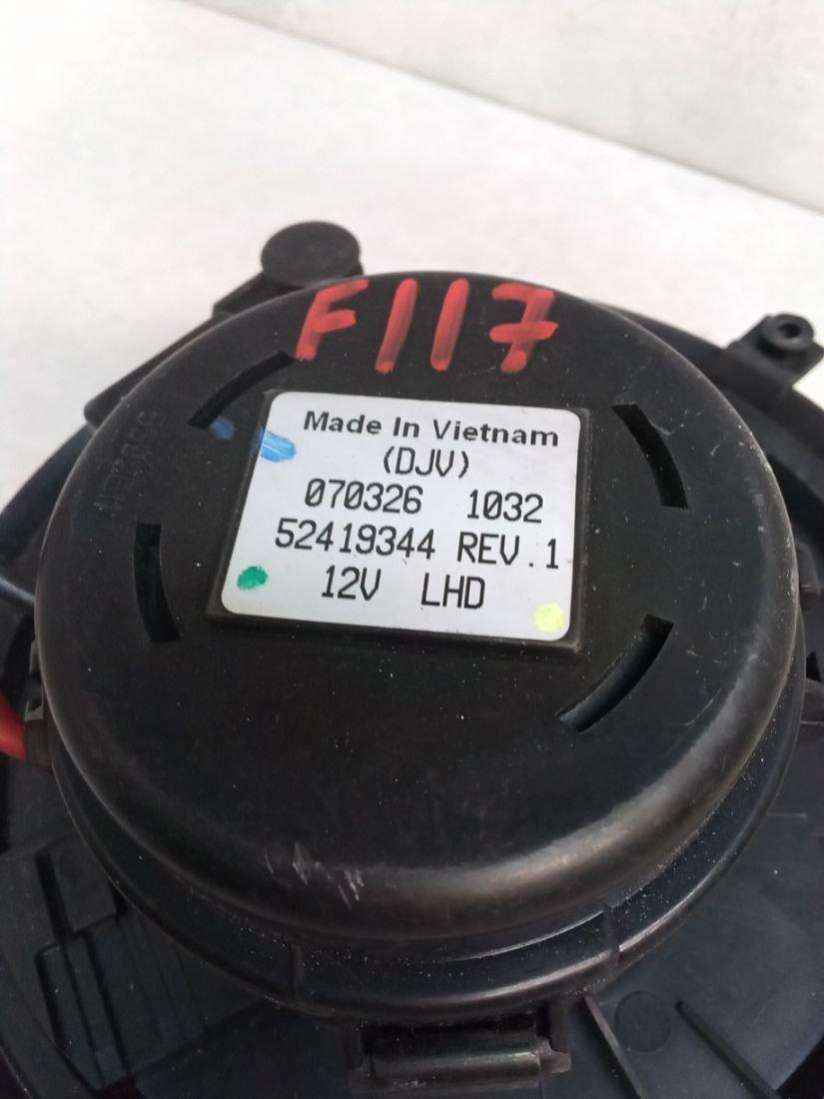 F117
Made In Vietnam
(DJV)
070326 1032
52419344 REV.1
12V LHD